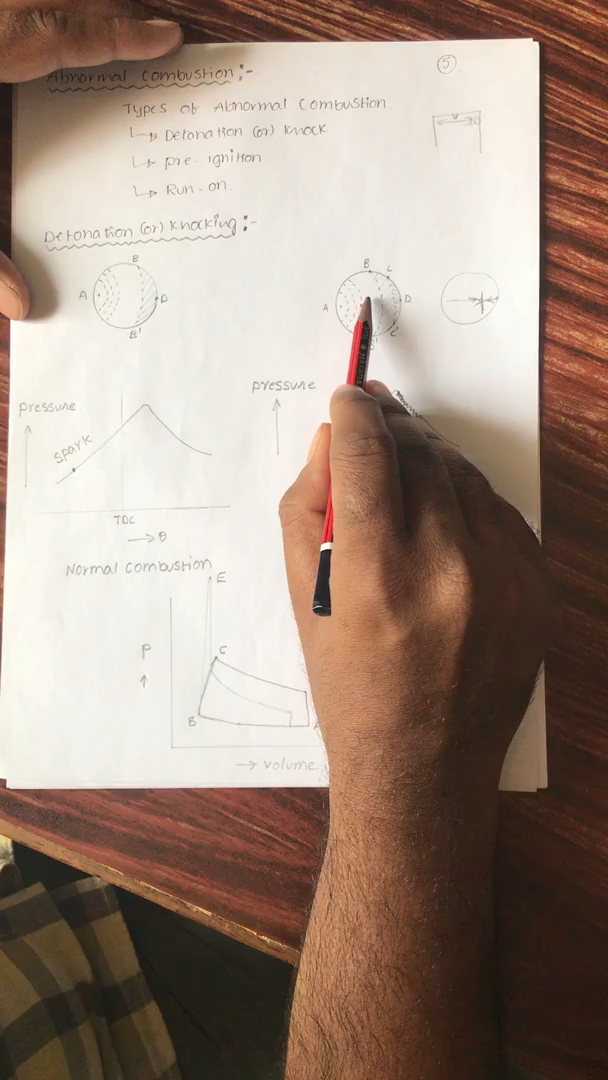 5
Abnormal Combustion:-
Types of Abnormal Combustion
Detonation (or) Knock
pre-ignition
Run-on.
Detonation (or) Knocking:-
A B D B'
A B C D C'
pressure
spark
TDC
θ
Normal combustion
pressure
E
P
C
B
volume